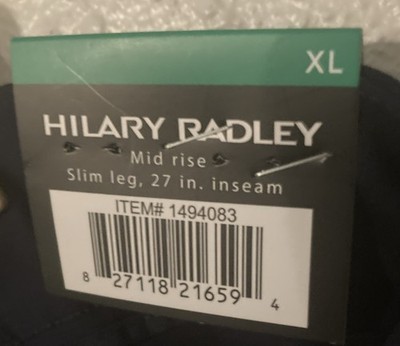 XL
HILARY RADLEY
Mid rise
Slim leg, 27 in. inseam
ITEM# 1494083
8 27118 21659 4